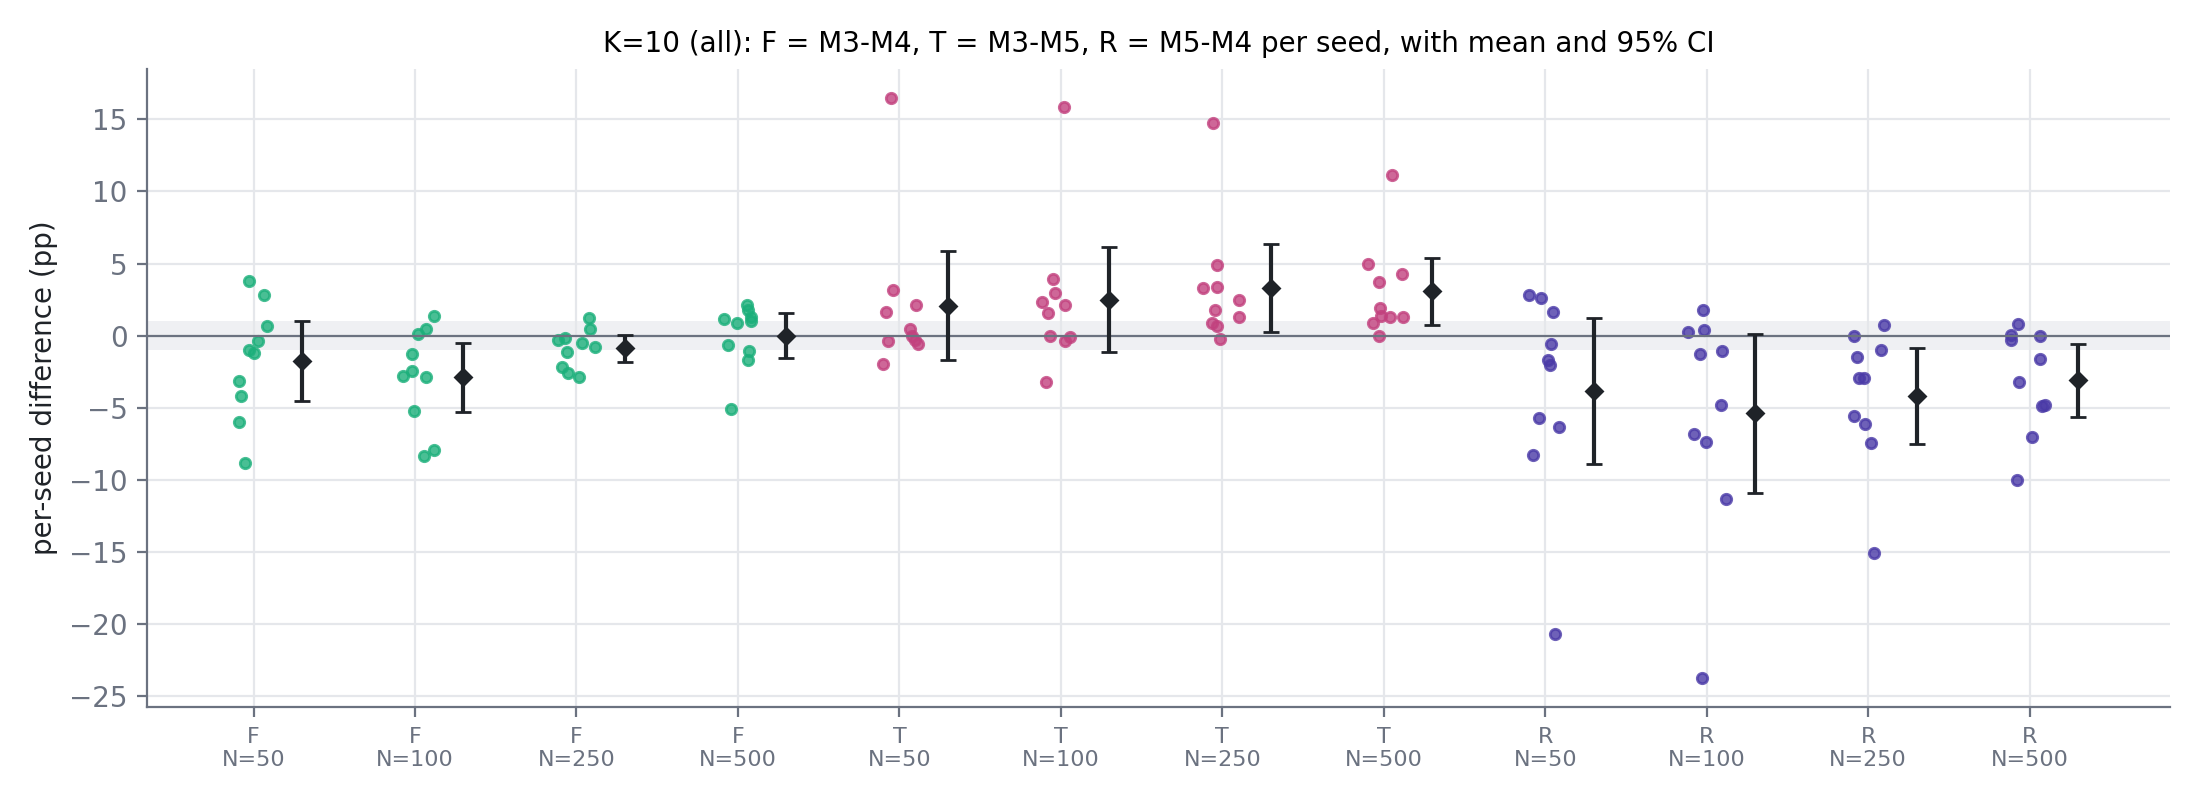 K=10 (all): F = M3-M4, T = M3-M5, R = M5-M4 per seed, with mean and 95% CI
per-seed difference (pp)
15
10
5
0
−5
−10
−15
−20
−25
F F F F T T T T R R R R
N=50 N=100 N=250 N=500 N=50 N=100 N=250 N=500 N=50 N=100 N=250 N=500